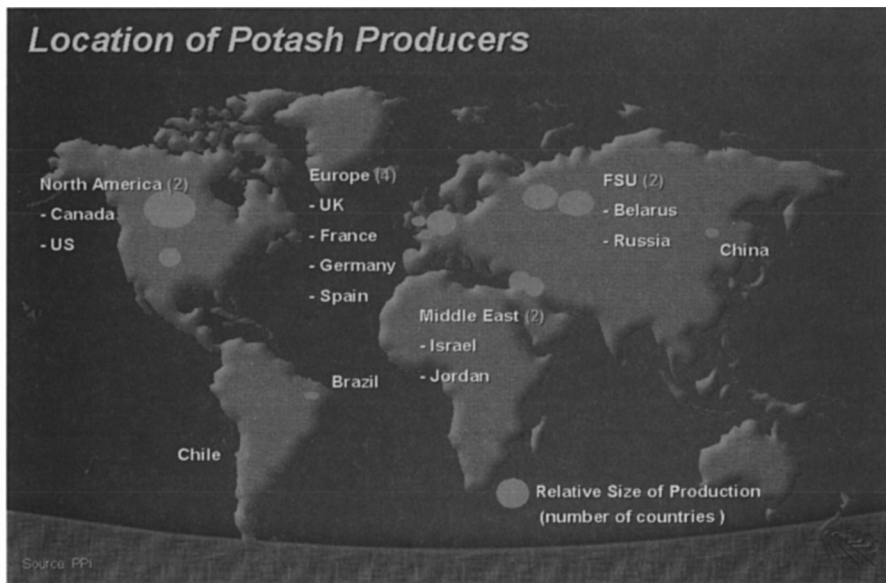 Location of Potash Producers
North America (2)
- Canada
- US
Europe (4)
- UK
- France
- Germany
- Spain
FSU (2)
- Belarus
- Russia
China
Middle East (2)
- Israel
- Jordan
Brazil
Chile
Relative Size of Production
(number of countries )
Source: PPI